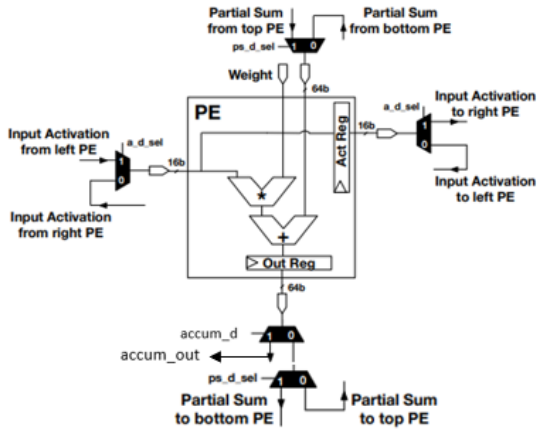 Partial Sum
from top PE
Partial Sum
from bottom PE
ps_d_sel
1 0
Weight
64b
PE
a_d_sel
Input Activation
to right PE
16b
1
0
Act Reg
Input Activation
to left PE
Input Activation
from left PE
a_d_sel
1
0
16b
Input Activation
from right PE
*
+
Out Reg
64b
accum_d
1 0
accum_out
ps_d_sel
1 0
Partial Sum
to bottom PE
Partial Sum
to top PE